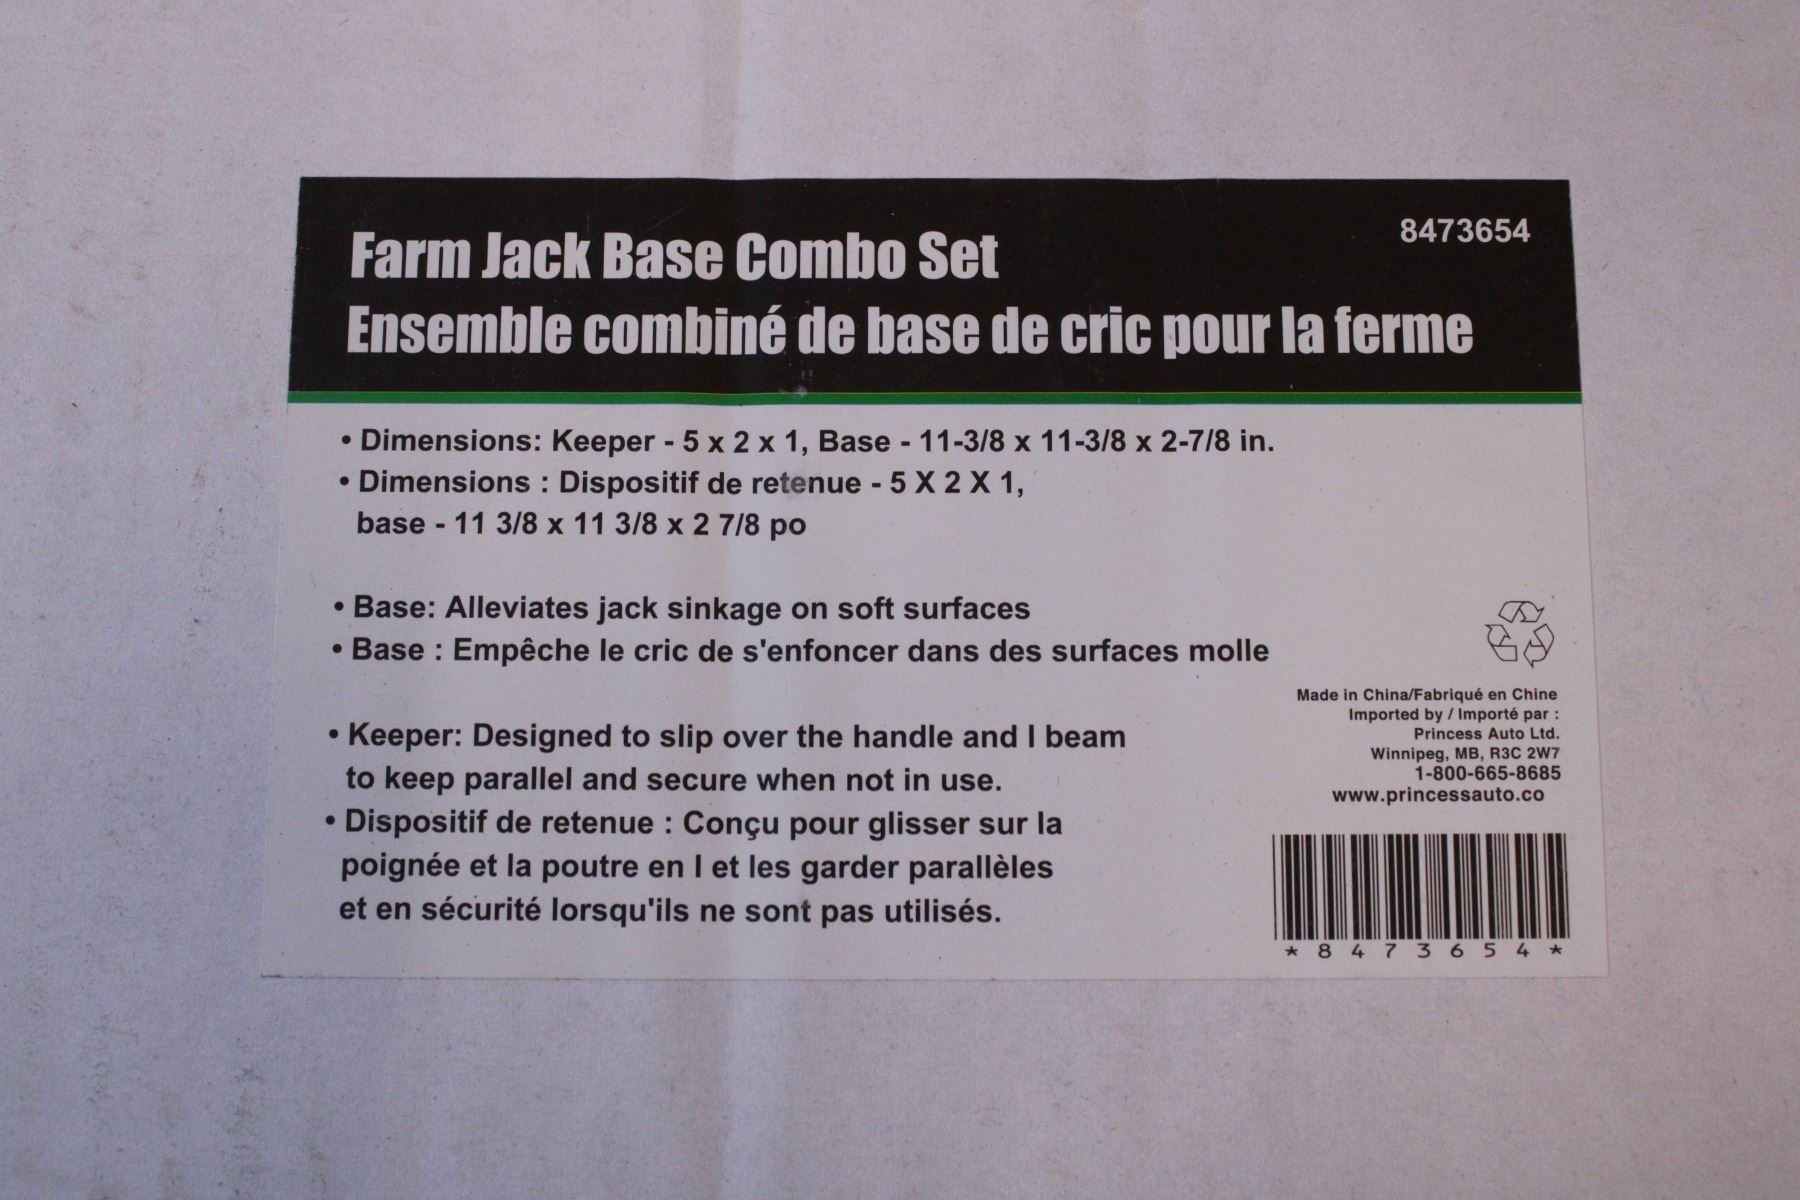 8473654
Farm Jack Base Combo Set
Ensemble combiné de base de cric pour la ferme
• Dimensions: Keeper - 5 x 2 x 1, Base - 11-3/8 x 11-3/8 x 2-7/8 in.
• Dimensions : Dispositif de retenue - 5 X 2 X 1,
base - 11 3/8 x 11 3/8 x 2 7/8 po
• Base: Alleviates jack sinkage on soft surfaces
• Base : Empêche le cric de s'enfoncer dans des surfaces molle
• Keeper: Designed to slip over the handle and I beam
to keep parallel and secure when not in use.
• Dispositif de retenue : Conçu pour glisser sur la
poignée et la poutre en I et les garder parallèles
et en sécurité lorsqu'ils ne sont pas utilisés.
Made in China/Fabriqué en Chine
Imported by / Importé par :
Princess Auto Ltd.
Winnipeg, MB, R3C 2W7
1-800-665-8685
www.princessauto.co
*8473654*